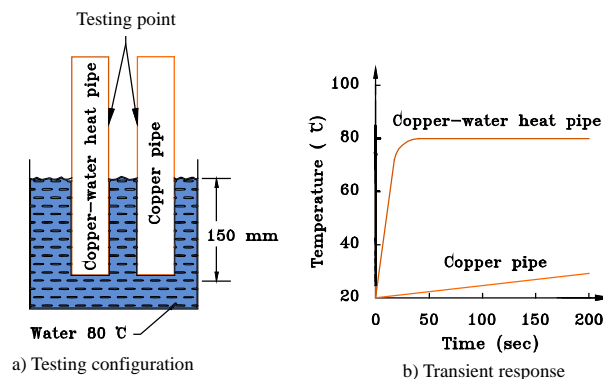 Testing point
Copper-water heat pipe
Copper pipe
150 mm
Water 80 ℃
a) Testing configuration
Temperature ( ℃)
100
80
60
40
20
Copper-water heat pipe
Copper pipe
0
50
100
150
200
Time (sec)
b) Transient response